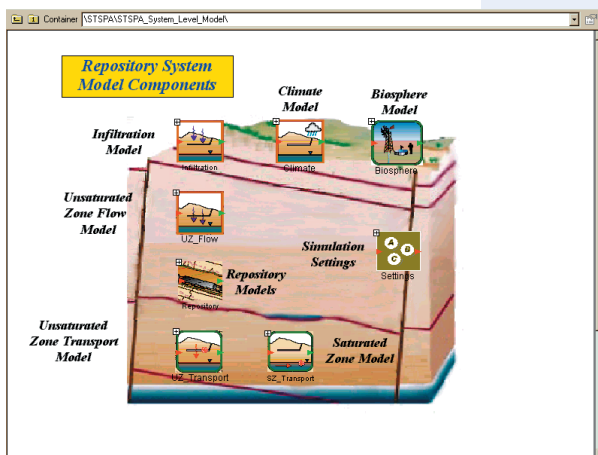 Container \STSPA\STSPA_System_Level_Model\
Repository System
Model Components
Climate
Model
Biosphere
Model
Infiltration
Model
Infiltration
Climate
Biosphere
Unsaturated
Zone Flow
Model
UZ_Flow
Simulation
Settings
A
B
C
Settings
Repository
Models
Repository
Unsaturated
Zone Transport
Model
UZ_Transport
SZ_Transport
Saturated
Zone Model